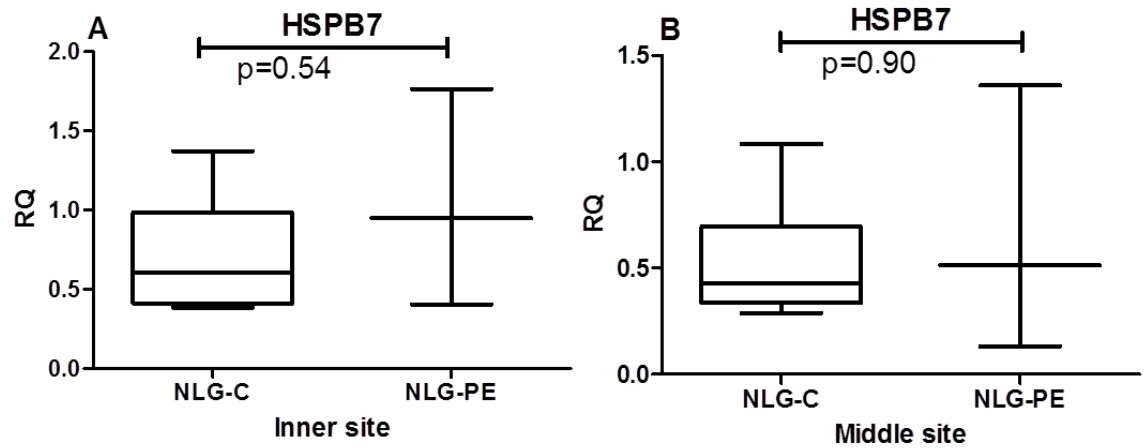 A
HSPB7
p=0.54
2.0
1.5
1.0
0.5
0.0
RQ
NLG-C NLG-PE
Inner site
B
HSPB7
p=0.90
1.5
1.0
0.5
0.0
RQ
NLG-C NLG-PE
Middle site